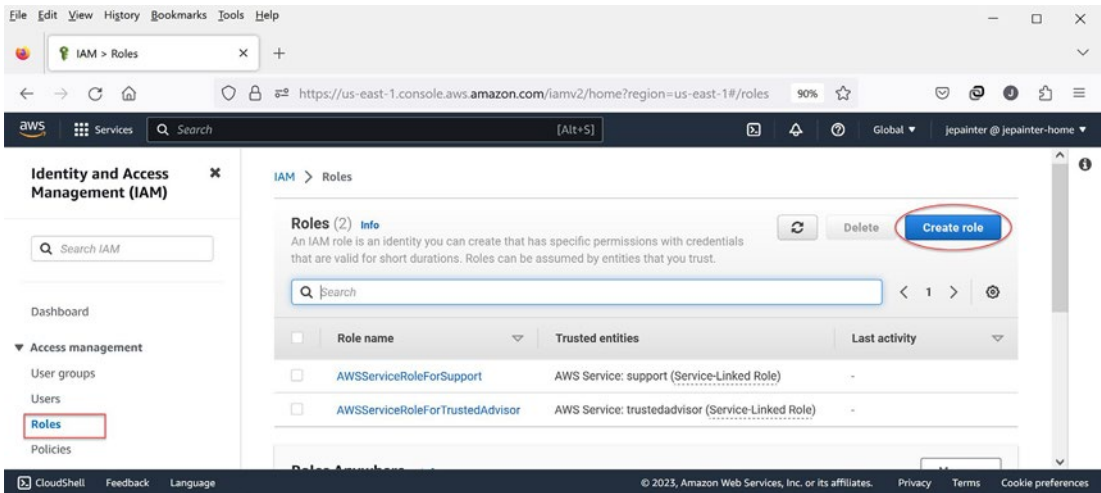 File Edit View History Bookmarks Tools Help
IAM > Roles
https://us-east-1.console.aws.amazon.com/iamv2/home?region=us-east-1#/roles 90%
aws Services Search [Alt+S] Global jepainter @ jepainter-home
Identity and Access
Management (IAM)
Search IAM
Dashboard
Access management
User groups
Users
Roles
Policies
IAM > Roles
Roles (2) Info
An IAM role is an identity you can create that has specific permissions with credentials
that are valid for short durations. Roles can be assumed by entities that you trust.
Delete
Create role
Search
1
Role name Trusted entities Last activity
AWSServiceRoleForSupport AWS Service: support (Service-Linked Role) -
AWSServiceRoleForTrustedAdvisor AWS Service: trustedadvisor (Service-Linked Role) -
CloudShell Feedback Language © 2023, Amazon Web Services, Inc. or its affiliates. Privacy Terms Cookie preferences